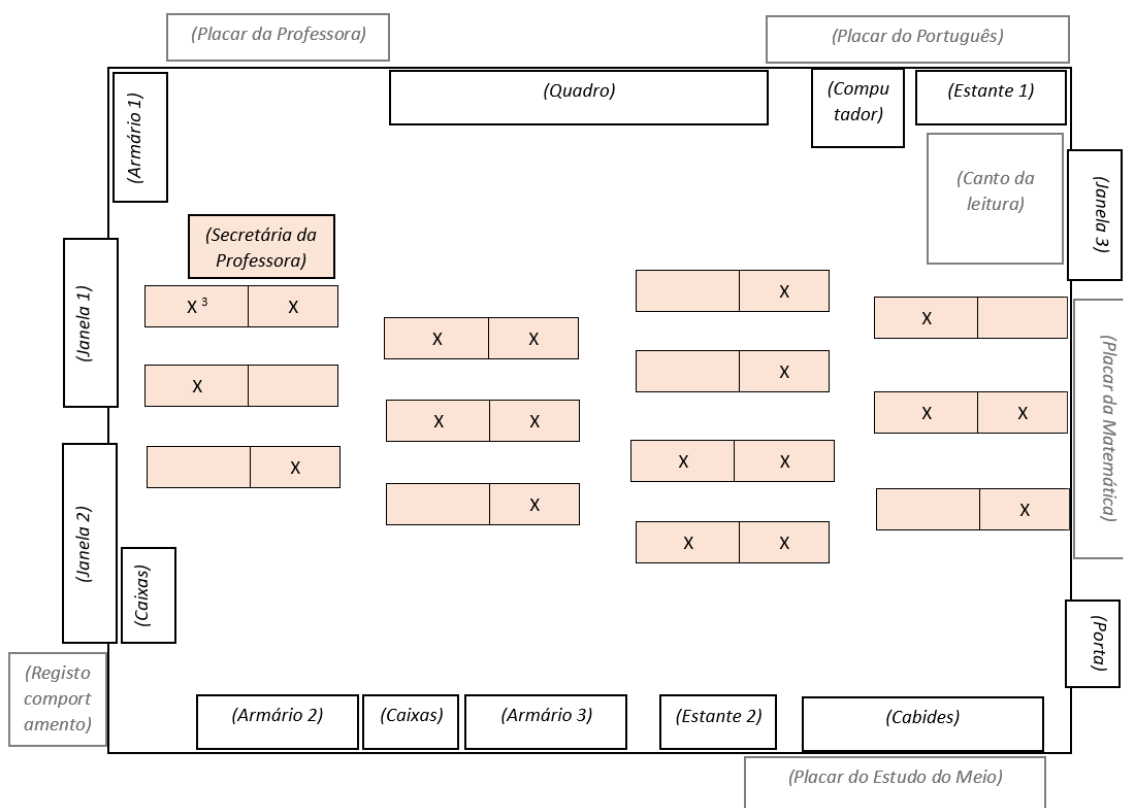 (Placar da Professora)
(Placar do Português)
(Armário 1)
(Quadro)
(Compu
tador)
(Estante 1)
(Canto da
leitura)
(Janela 3)
(Secretária da
Professora)
(Janela 1)
X ³ X
X
X
X X
X
X
X X
X X
X X
X
X
X X
X X
X
X
(Placar da Matemática)
(Janela 2)
(Caixas)
(Porta)
(Registo
comport
amento)
(Armário 2)
(Caixas)
(Armário 3)
(Estante 2)
(Cabides)
(Placar do Estudo do Meio)